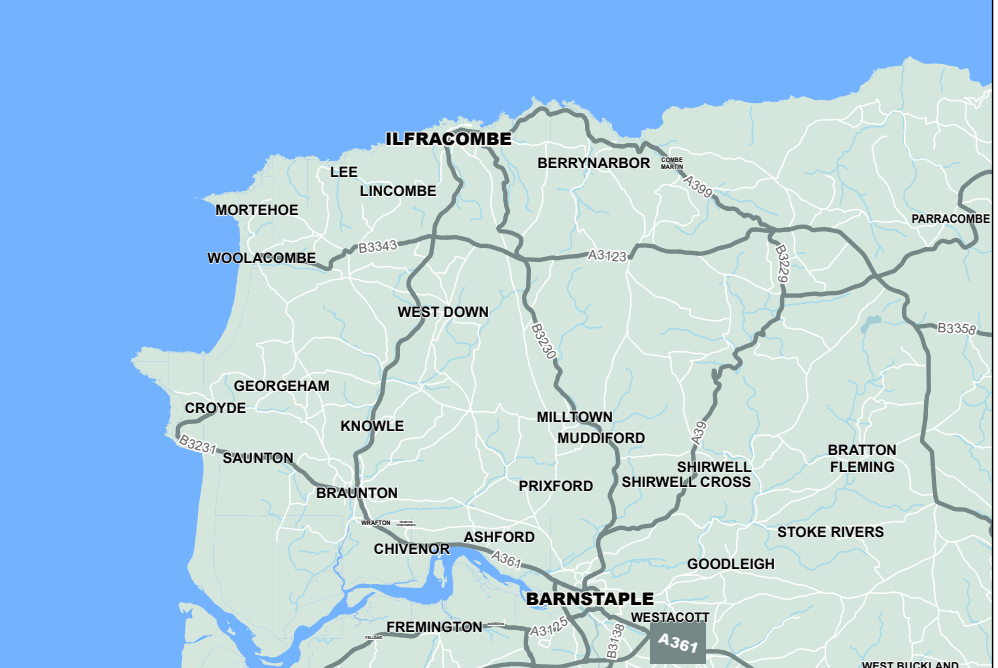 ILFRACOMBE
BERRYNARBOR
COMBE
MARTIN
LEE
LINCOMBE
A399
MORTEHOE
PARRACOMBE
B3343
WOOLACOMBE
A3123
B3229
WEST DOWN
B3230
B3358
GEORGEHAM
CROYDE
KNOWLE
MILLTOWN
MUDDIFORD
A39
B3231
SAUNTON
BRATTON
FLEMING
SHIRWELL
SHIRWELL CROSS
BRAUNTON
PRIXFORD
WRAFTON
CHIVENOR
ASHFORD
STOKE RIVERS
A361
GOODLEIGH
BARNSTAPLE
WESTACOTT
FREMINGTON
A3125
B3138
A361
YELLAND
WEST BUCKLAND